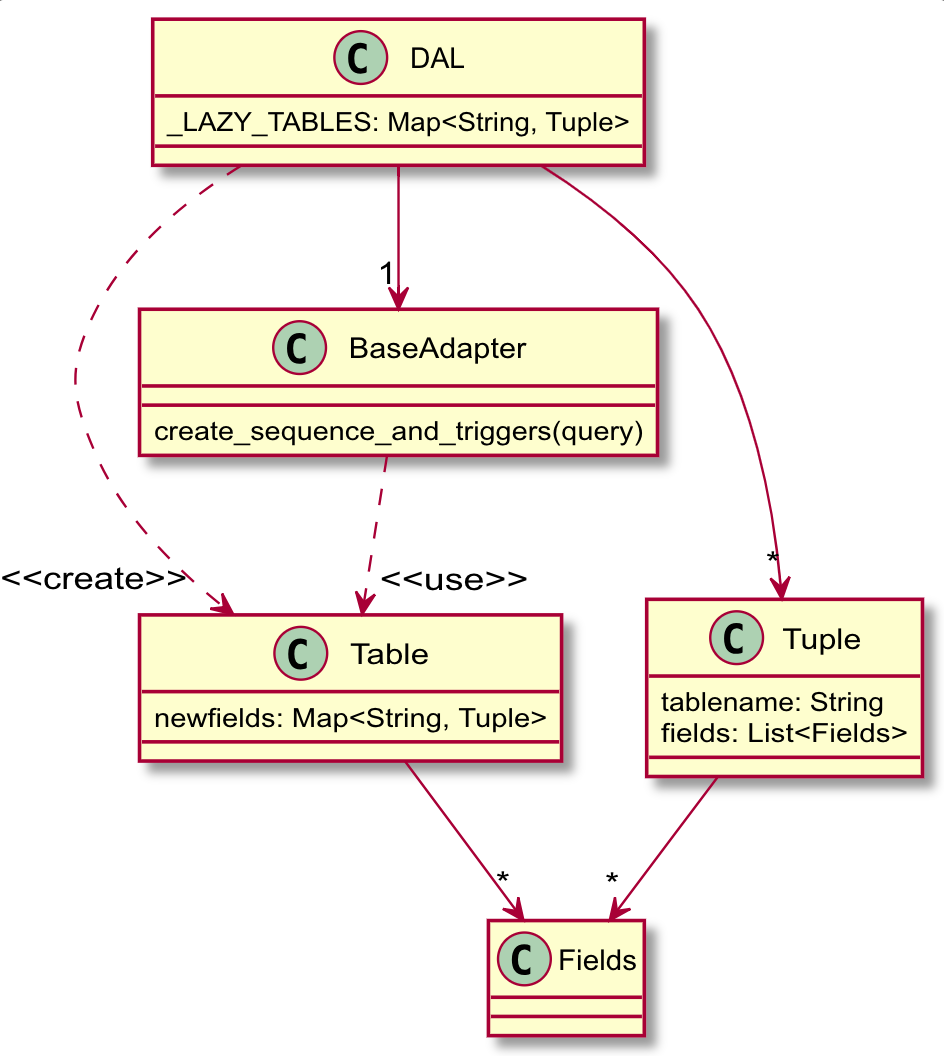 C DAL
_LAZY_TABLES: Map<String, Tuple>
1
C BaseAdapter
create_sequence_and_triggers(query)
<<create>>
<<use>>
*
C Table
newfields: Map<String, Tuple>
C Tuple
tablename: String
fields: List<Fields>
*
*
C Fields